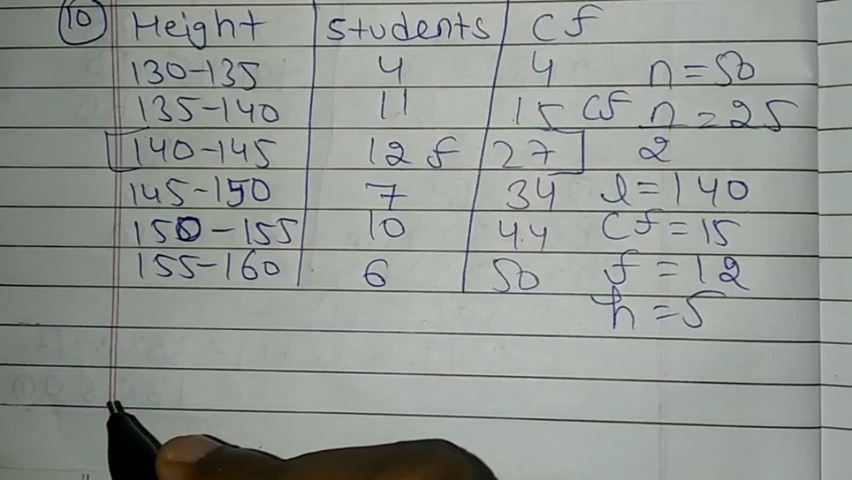 10 Height Students Cf
130-135 4 4 n=50
135-140 11 15 Cf n = 25
140-145 12 f 27 2
145-150 7 34 l=140
150-155 10 44 Cf=15
155-160 6 50 f=12
h=5